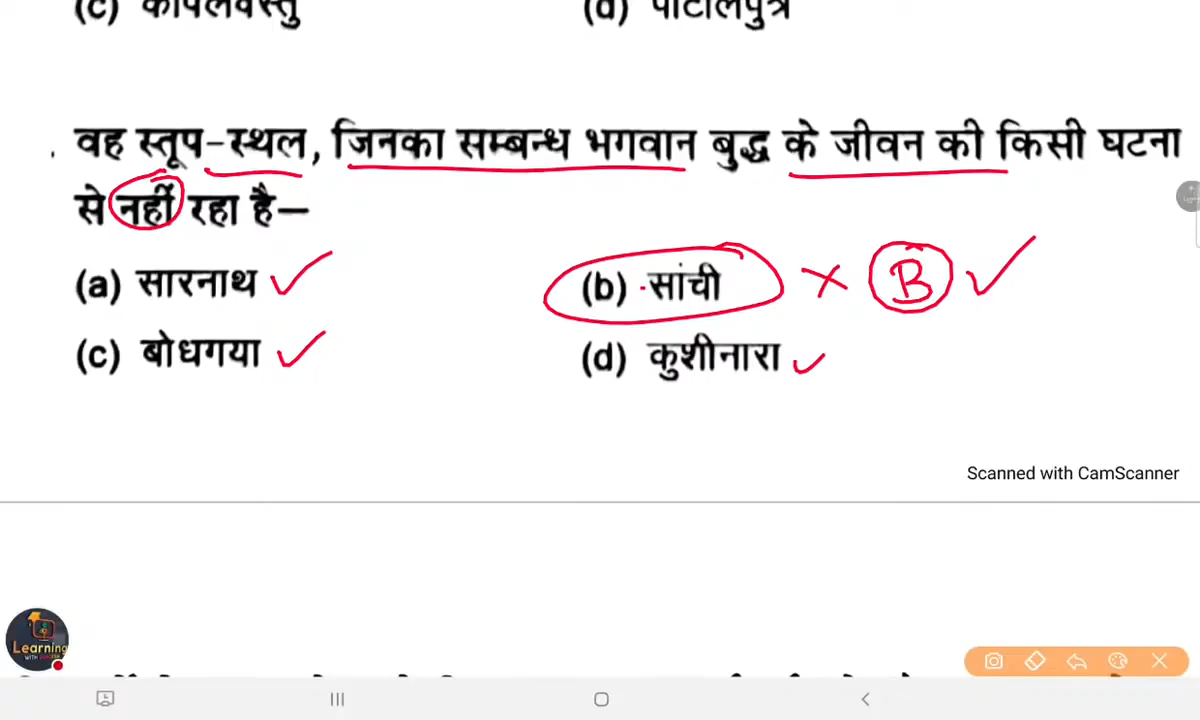 (c) कपिलवस्तु (d) पाटलिपुत्र
. वह स्तूप-स्थल, जिनका सम्बन्ध भगवान बुद्ध के जीवन की किसी घटना
से नहीं रहा है—
(a) सारनाथ (b) सांची B
(c) बोधगया (d) कुशीनारा
Scanned with CamScanner
Learning